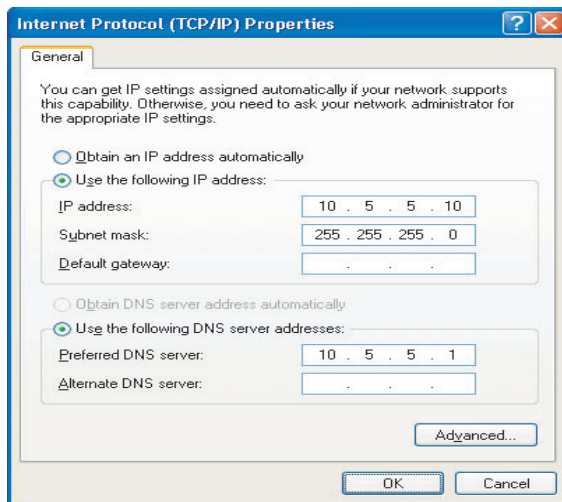 Internet Protocol (TCP/IP) Properties
General
You can get IP settings assigned automatically if your network supports
this capability. Otherwise, you need to ask your network administrator for
the appropriate IP settings.
Obtain an IP address automatically
Use the following IP address:
IP address: 10 . 5 . 5 . 10
Subnet mask: 255 . 255 . 255 . 0
Default gateway: . . .
Obtain DNS server address automatically
Use the following DNS server addresses:
Preferred DNS server: 10 . 5 . 5 . 1
Alternate DNS server: . . .
Advanced...
OK Cancel